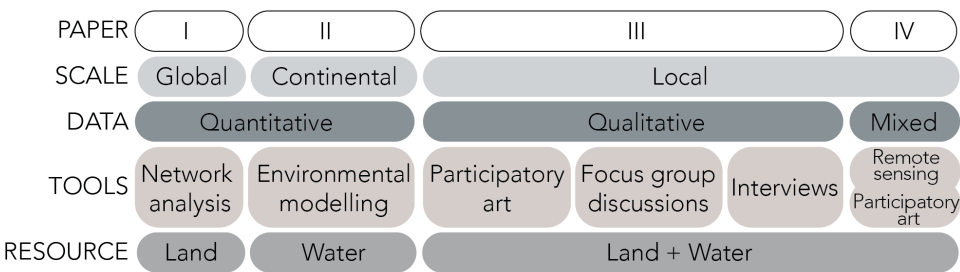 PAPER I II III IV
SCALE Global Continental Local
DATA Quantitative Qualitative Mixed
TOOLS
Network analysis
Environmental modelling
Participatory art
Focus group discussions
Interviews
Remote sensing
Participatory art
RESOURCE Land Water Land + Water